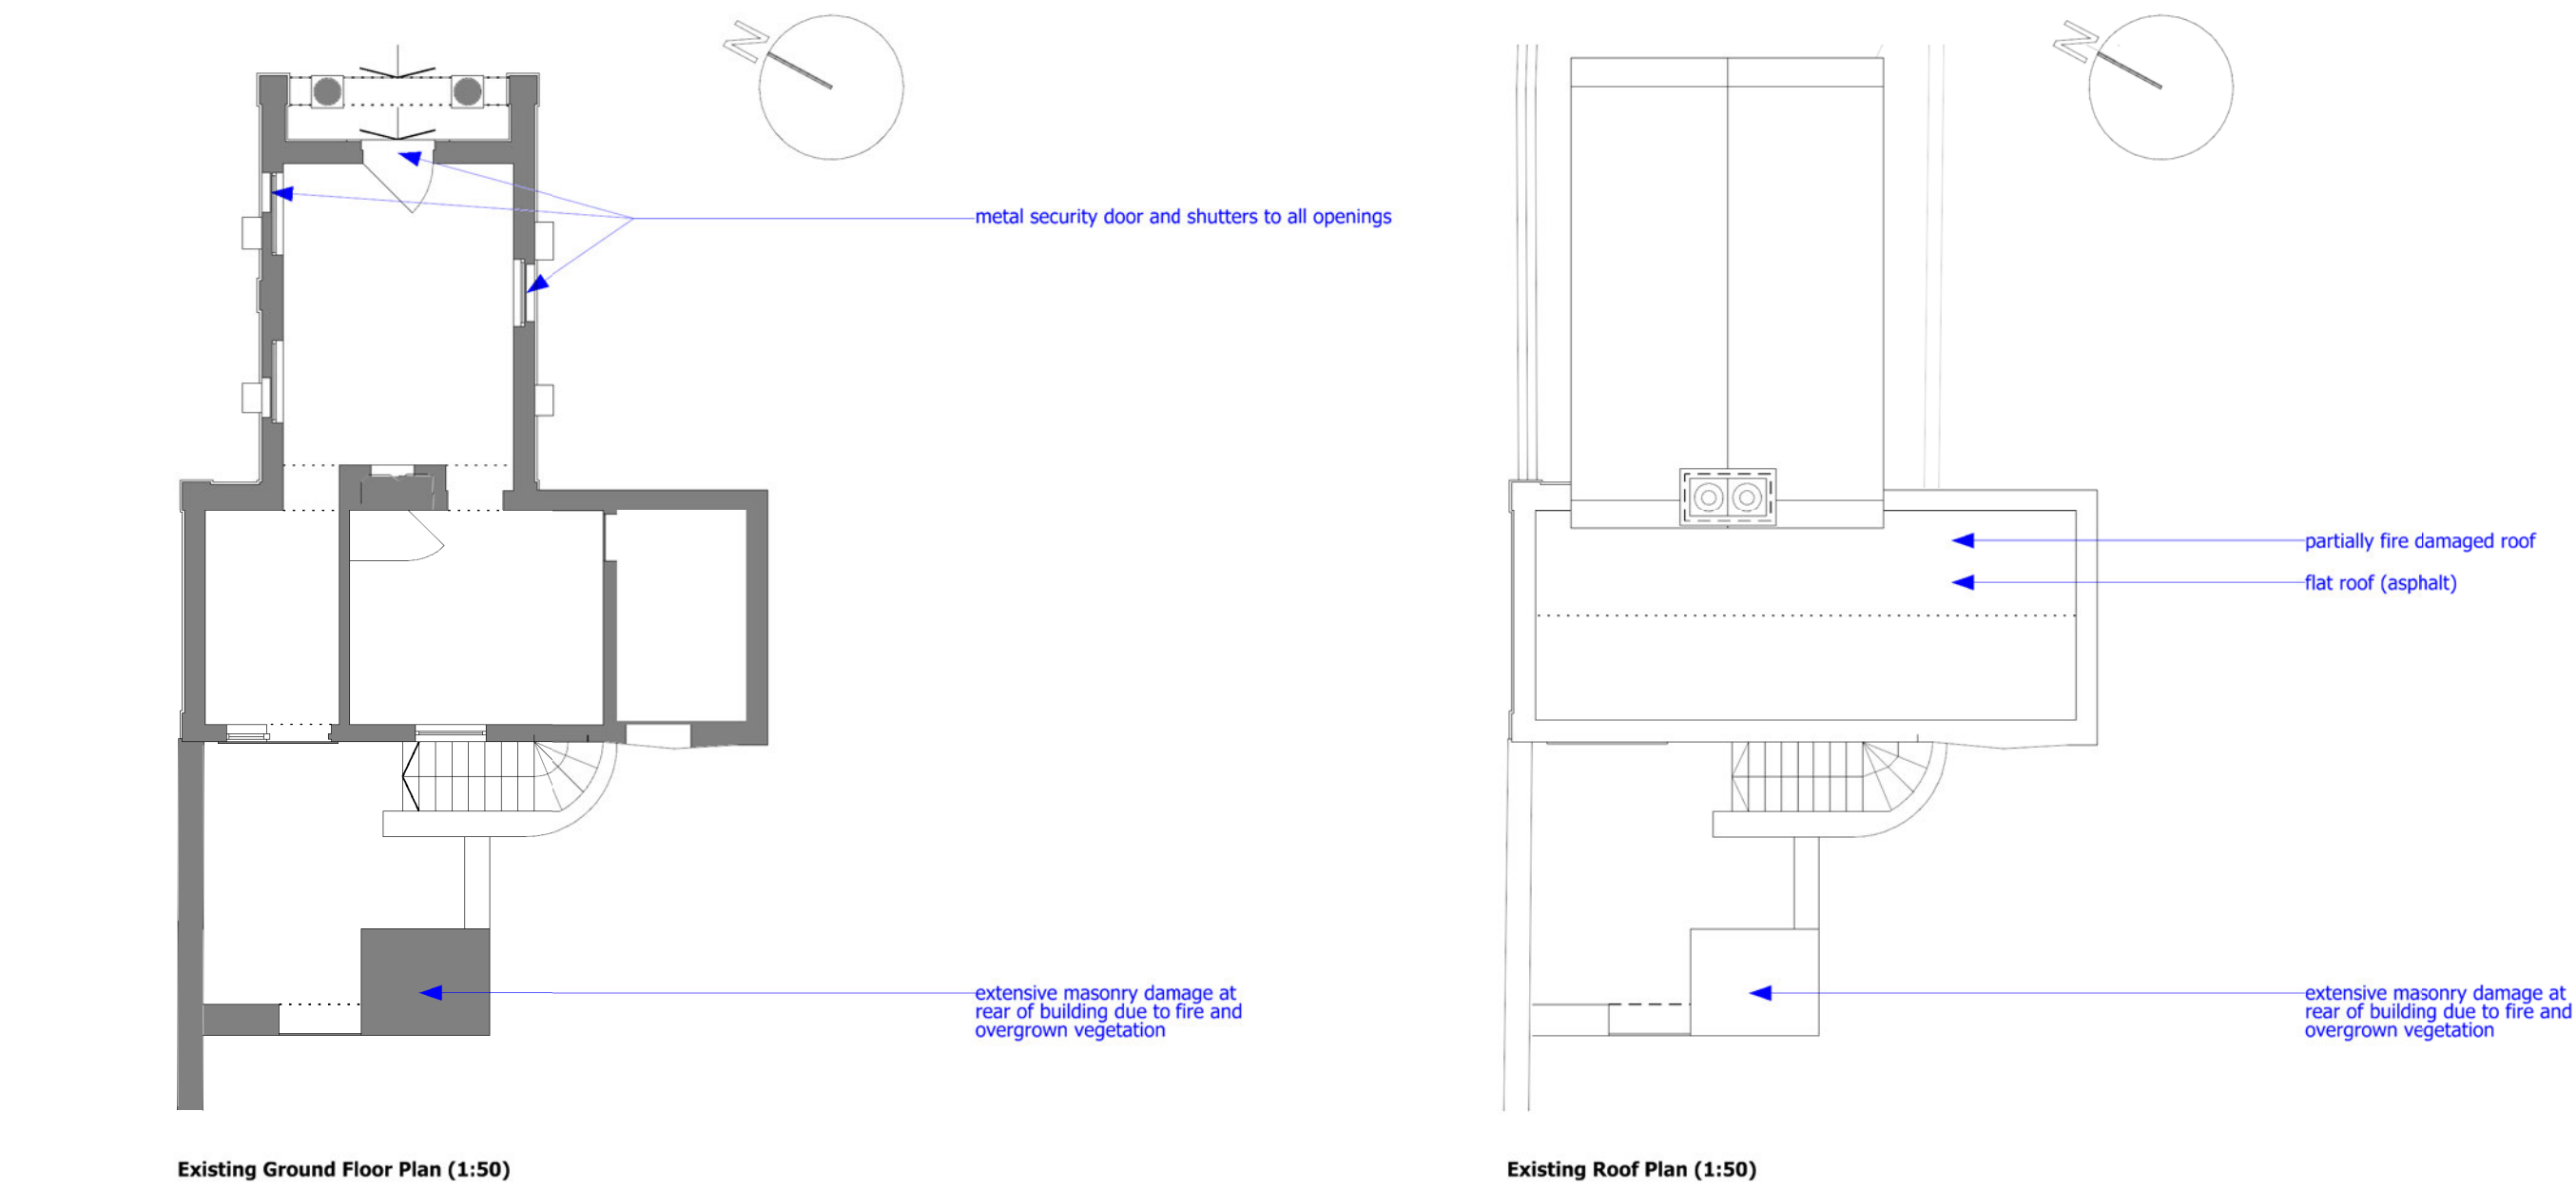 N
N
metal security door and shutters to all openings
partially fire damaged roof
flat roof (asphalt)
extensive masonry damage at
rear of building due to fire and
overgrown vegetation
extensive masonry damage at
rear of building due to fire and
overgrown vegetation
Existing Ground Floor Plan (1:50)
Existing Roof Plan (1:50)